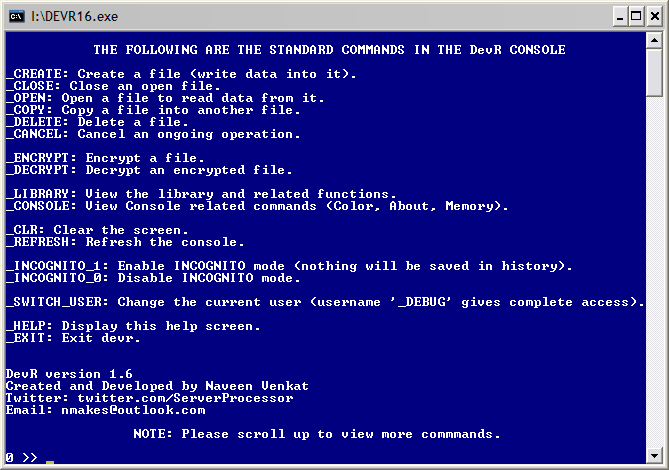 I:\DEVR16.exe
THE FOLLOWING ARE THE STANDARD COMMANDS IN THE DevR CONSOLE
_CREATE: Create a file (write data into it).
_CLOSE: Close an open file.
_OPEN: Open a file to read data from it.
_COPY: Copy a file into another file.
_DELETE: Delete a file.
_CANCEL: Cancel an ongoing operation.
_ENCRYPT: Encrypt a file.
_DECRYPT: Decrypt an encrypted file.
_LIBRARY: View the library and related functions.
_CONSOLE: View Console related commands (Color, About, Memory).
_CLR: Clear the screen.
_REFRESH: Refresh the console.
_INCOGNITO_1: Enable INCOGNITO mode (nothing will be saved in history).
_INCOGNITO_0: Disable INCOGNITO mode.
_SWITCH_USER: Change the current user (username '_DEBUG' gives complete access).
_HELP: Display this help screen.
_EXIT: Exit devr.
DevR version 1.6
Created and Developed by Naveen Venkat
Twitter: twitter.com/ServerProcessor
Email: nmakes@outlook.com
NOTE: Please scroll up to view more commmands.
0 >> _